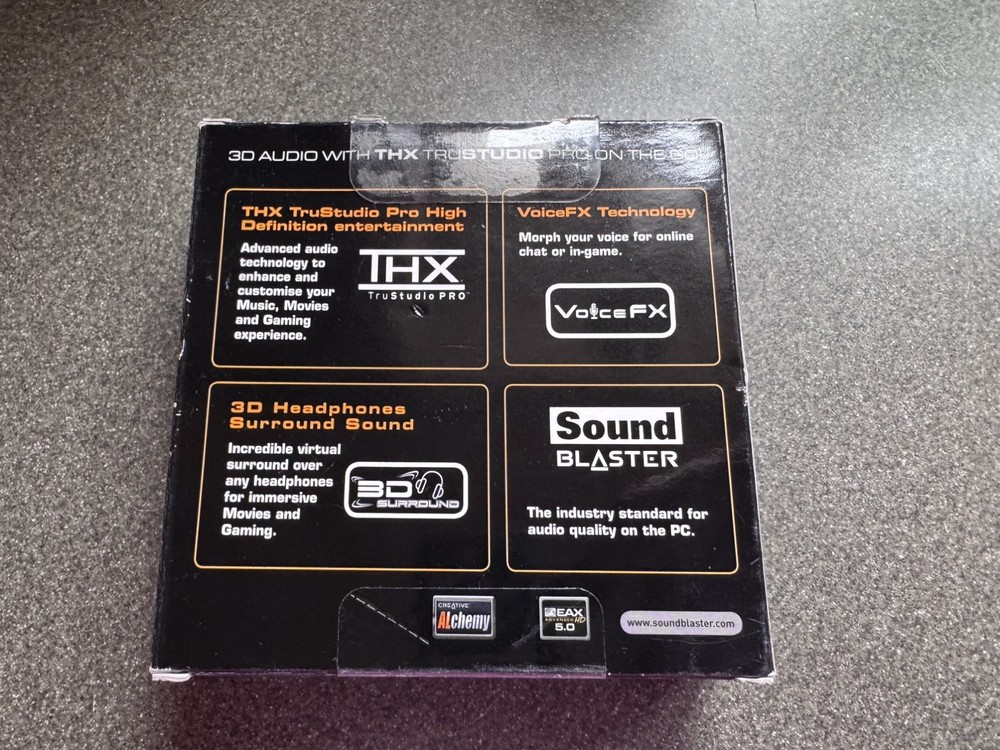 3D AUDIO WITH THX TRUSTUDIO PRO ON THE GO!
THX TruStudio Pro High
Definition entertainment
Advanced audio
technology to
enhance and
customise your
Music, Movies
and Gaming
experience.
THX
TruStudio PRO™
VoiceFX Technology
Morph your voice for online
chat or in-game.
VoiceFX
3D Headphones
Surround Sound
Incredible virtual
surround over
any headphones
for immersive
Movies and
Gaming.
3D
SURROUND
Sound
BLASTER
The industry standard for
audio quality on the PC.
CREATIVE
ALchemy
EAX
ADVANCED HD
5.0
www.soundblaster.com